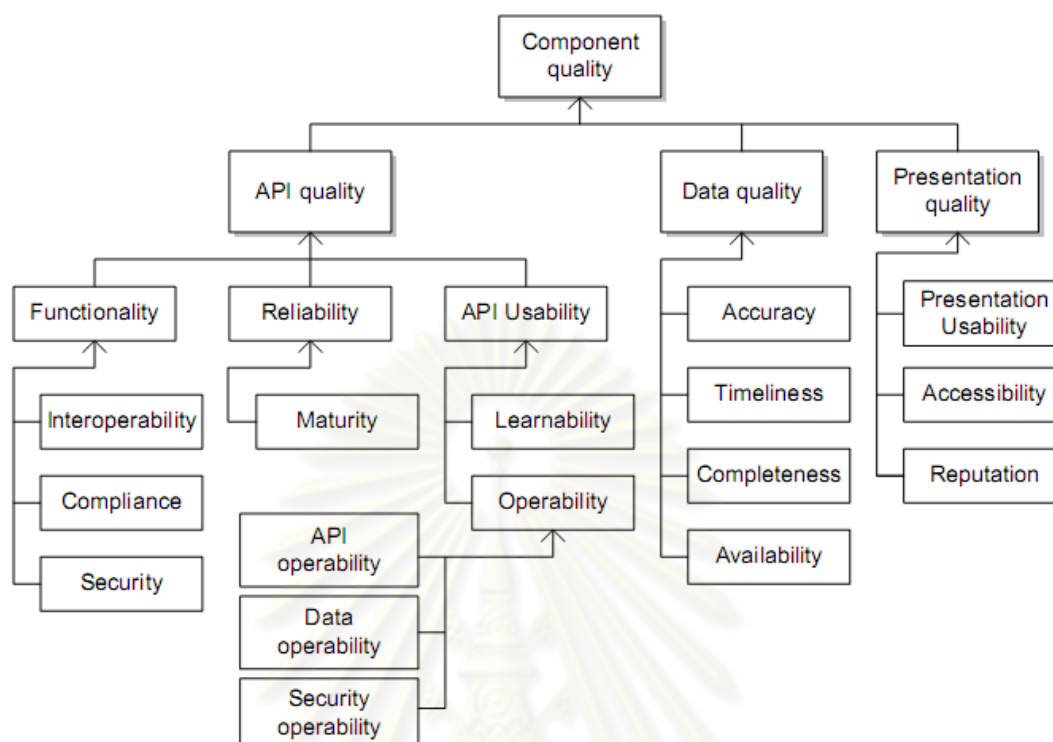 Component
quality
API quality
Data quality
Presentation
quality
Functionality
Reliability
API Usability
Accuracy
Presentation
Usability
Interoperability
Maturity
Learnability
Timeliness
Accessibility
Compliance
Operability
Completeness
Reputation
API
operability
Security
Availability
Data
operability
Security
operability